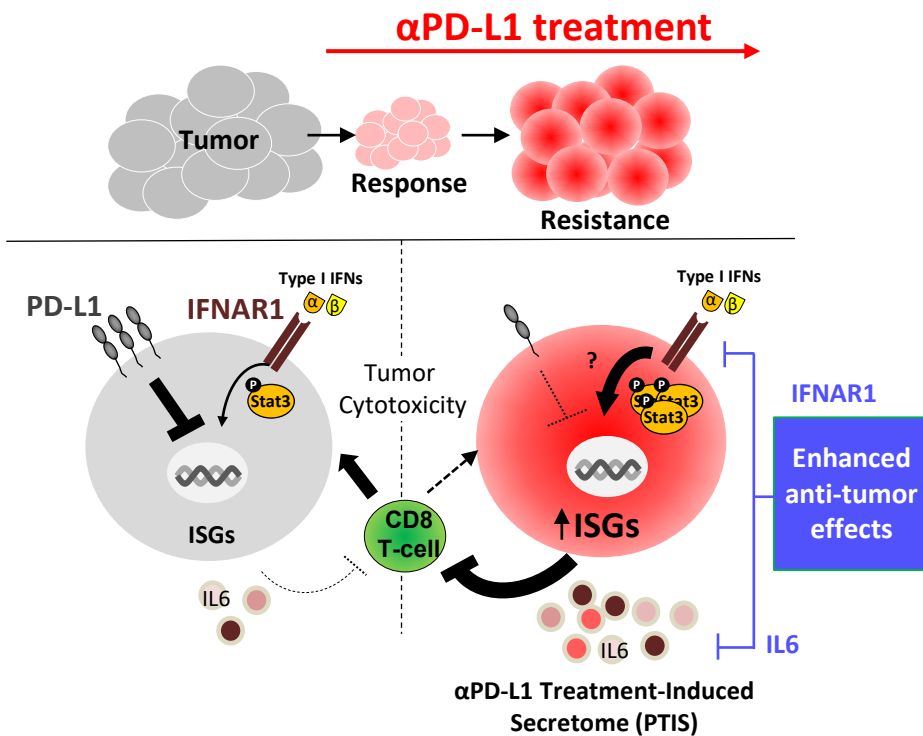 αPD-L1 treatment
Tumor
Response
Resistance
Type I IFNs
α β
PD-L1
IFNAR1
P
Stat3
ISGs
IL6
Tumor
Cytotoxicity
CD8
T-cell
Type I IFNs
α β
?
P P
P
Stat3
Stat3
ISGs
IL6
αPD-L1 Treatment-Induced
Secretome (PTIS)
IFNAR1
Enhanced
anti-tumor
effects
IL6